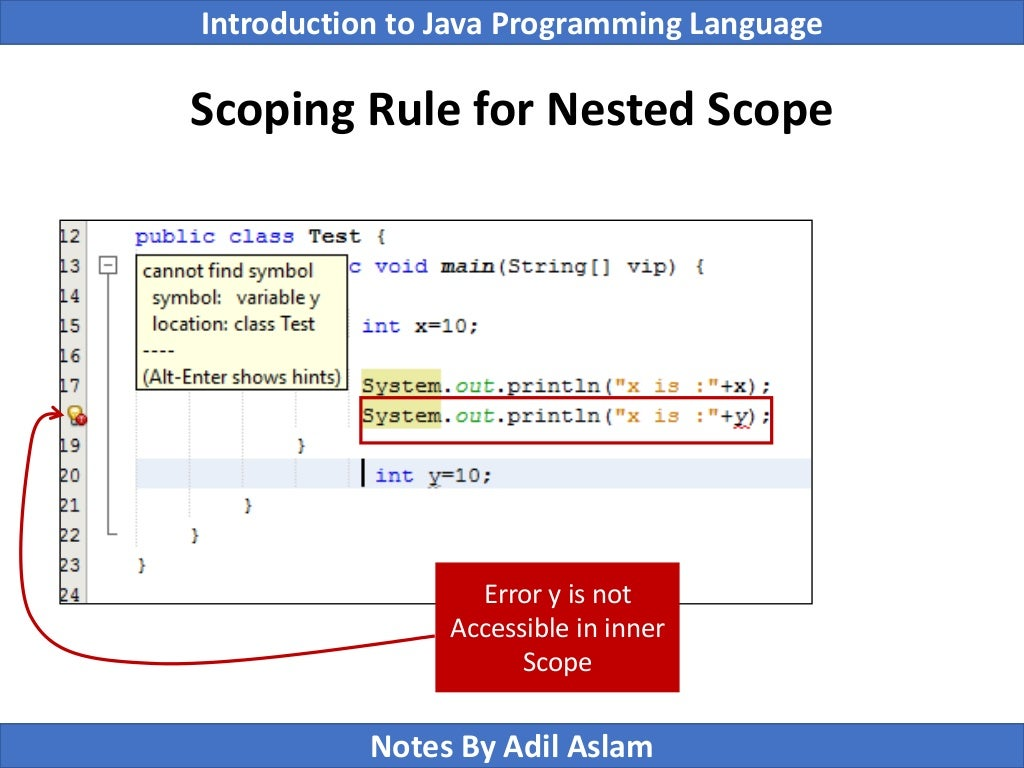 Introduction to Java Programming Language
Scoping Rule for Nested Scope
12 public class Test {
13 c void main(String[] vip) {
cannot find symbol
symbol: variable y
location: class Test
----
(Alt-Enter shows hints)
14
15 int x=10;
16
17 System.out.println("x is :"+x);
System.out.println("x is :"+y);
19 }
20 int y=10;
21 }
22 }
23 }
24
Error y is not
Accessible in inner
Scope
Notes By Adil Aslam